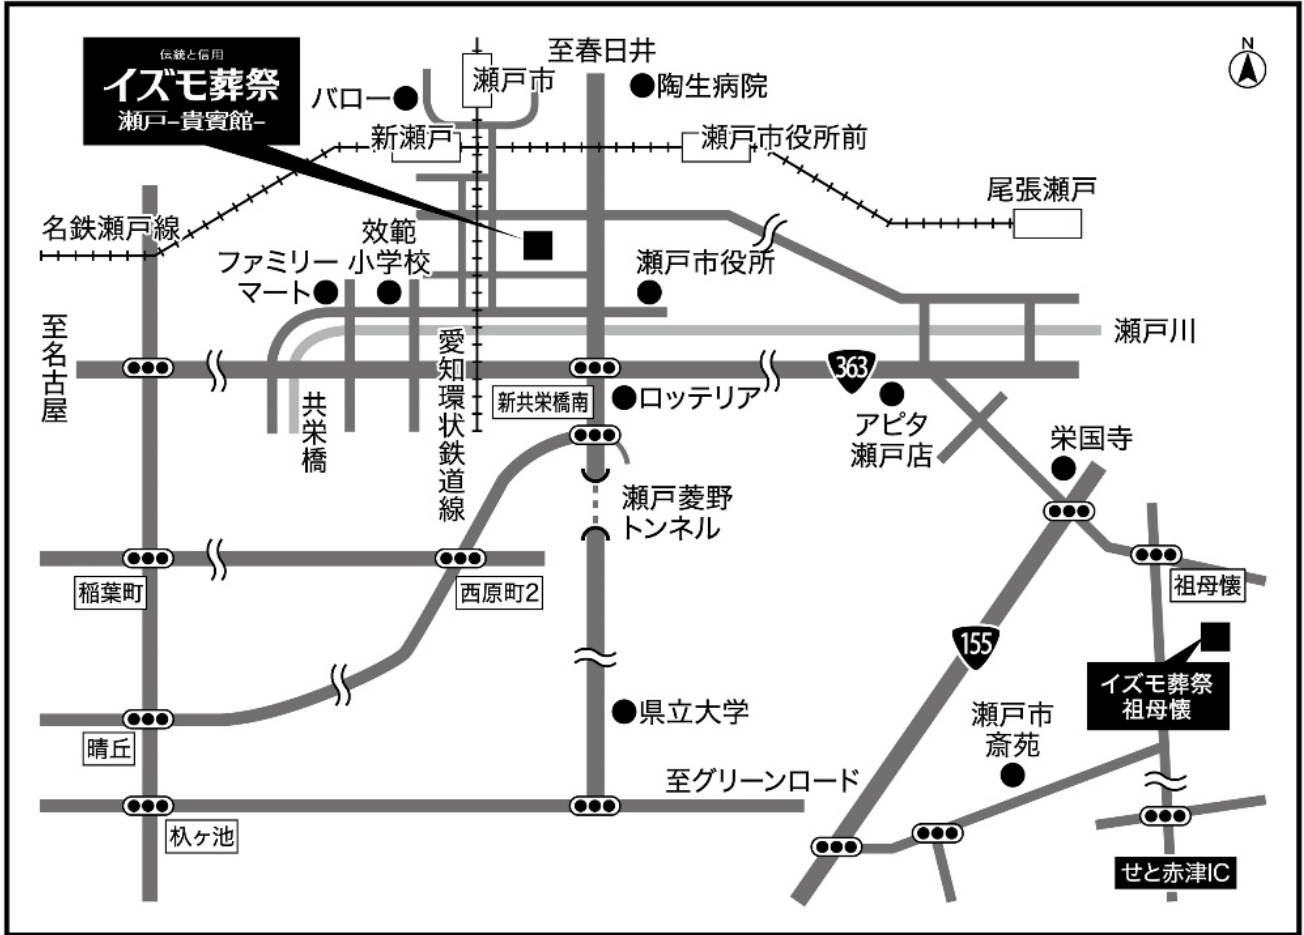 伝統と信用
イズモ葬祭
瀬戸−貴賓館−
至春日井
N
瀬戸市
陶生病院
バロー
新瀬戸
瀬戸市役所前
尾張瀬戸
名鉄瀬戸線
効範
小学校
ファミリー
マート
瀬戸市役所
至名古屋
愛知環状鉄道線
瀬戸川
363
共栄橋
新共栄橋南
ロッテリア
アピタ
瀬戸店
栄国寺
瀬戸菱野
トンネル
稲葉町
西原町2
祖母懐
155
イズモ葬祭
祖母懐
県立大学
瀬戸市
斎苑
晴丘
至グリーンロード
杁ヶ池
せと赤津IC